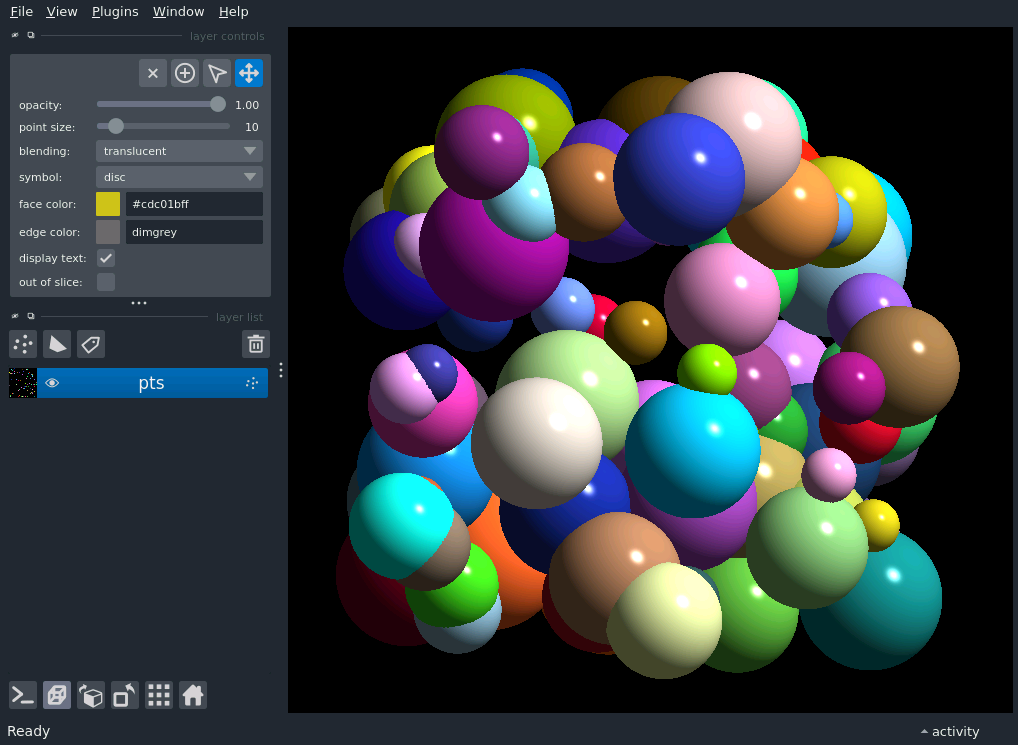 File View Plugins Window Help
layer controls
opacity: 1.00
point size: 10
blending: translucent
symbol: disc
face color: #cdc01bff
edge color: dimgrey
display text:
out of slice:
layer list
pts
Ready
activity